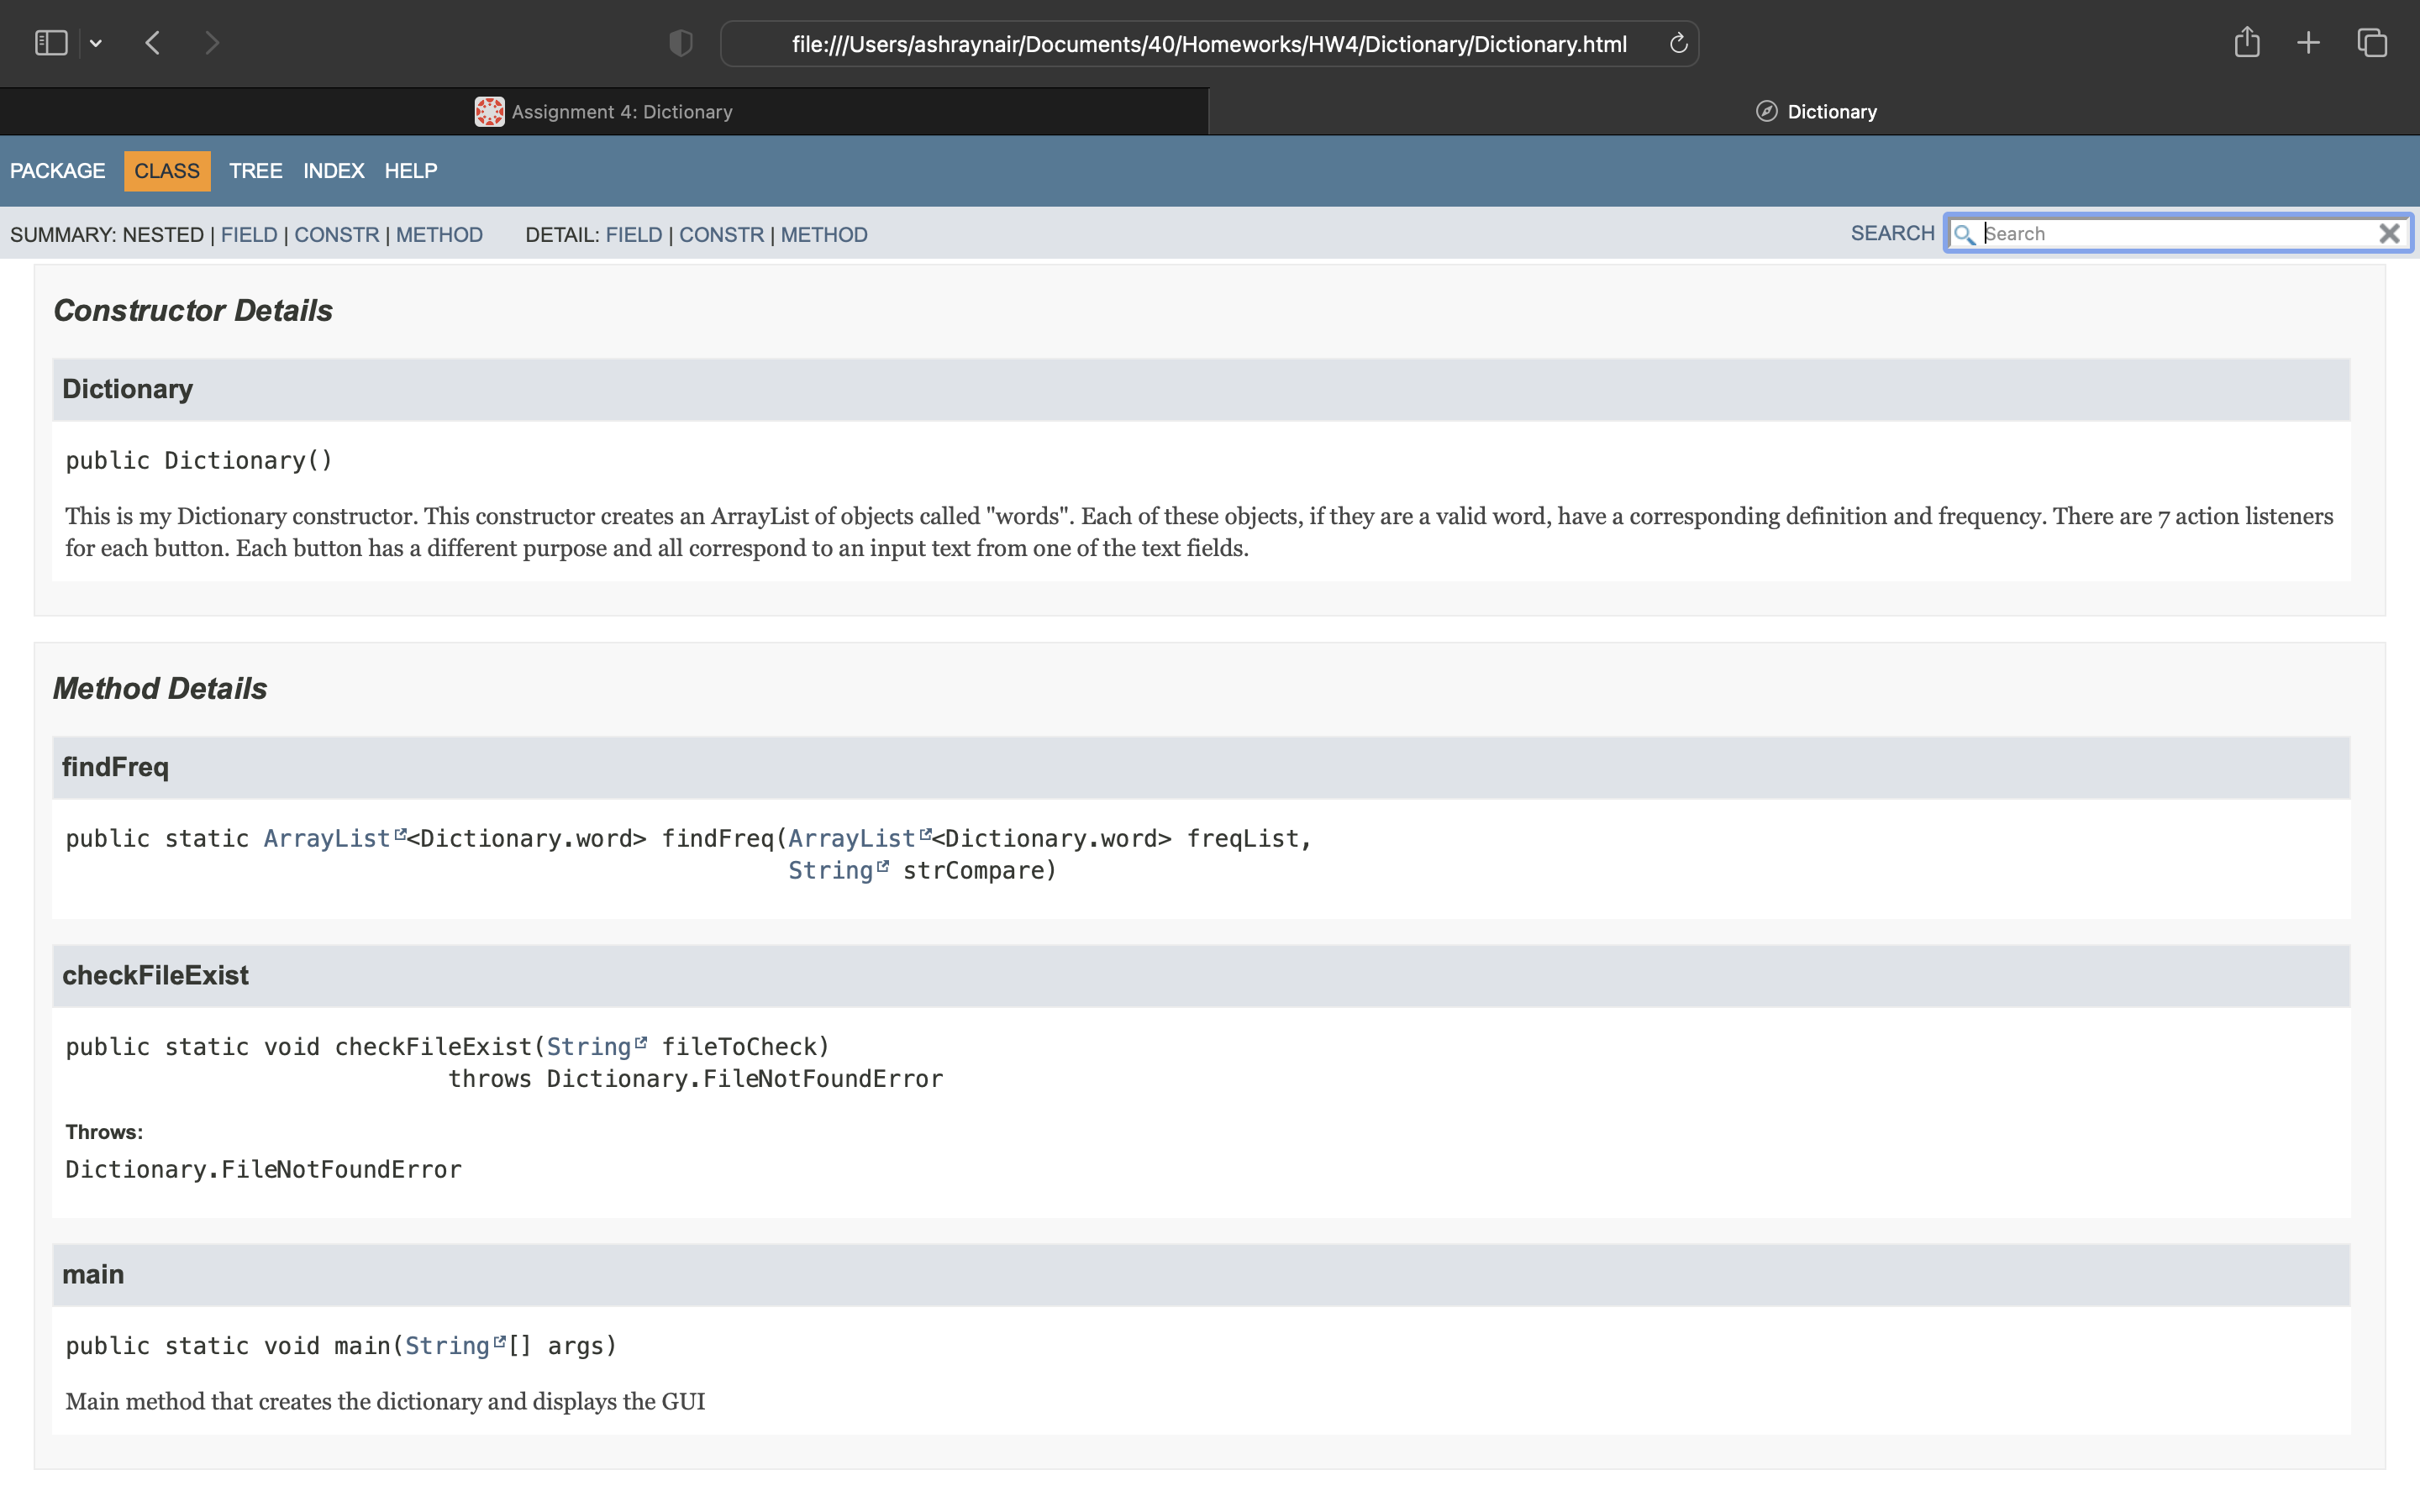 file:///Users/ashraynair/Documents/40/Homeworks/HW4/Dictionary/Dictionary.html
Assignment 4: Dictionary
Dictionary
PACKAGE CLASS TREE INDEX HELP
SUMMARY: NESTED | FIELD | CONSTR | METHOD DETAIL: FIELD | CONSTR | METHOD SEARCH Search
Constructor Details
Dictionary
public Dictionary()
This is my Dictionary constructor. This constructor creates an ArrayList of objects called "words". Each of these objects, if they are a valid word, have a corresponding definition and frequency. There are 7 action listeners
for each button. Each button has a different purpose and all correspond to an input text from one of the text fields.
Method Details
findFreq
public static ArrayList<Dictionary.word> findFreq(ArrayList<Dictionary.word> freqList,
String strCompare)
checkFileExist
public static void checkFileExist(String fileToCheck)
throws Dictionary.FileNotFoundError
Throws:
Dictionary.FileNotFoundError
main
public static void main(String[] args)
Main method that creates the dictionary and displays the GUI